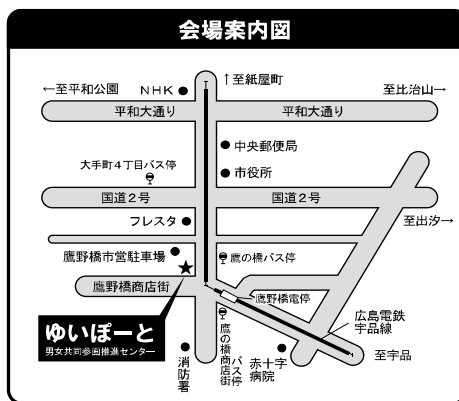 会場案内図
←至平和公園
NHK
↑至紙屋町
至比治山→
平和大通り
平和大通り
中央郵便局
大手町4丁目バス停
市役所
国道2号
国道2号
フレスタ
至出汐→
鷹野橋市営駐車場
鷹の橋バス停
鷹野橋商店街
鷹野橋電停
ゆいぽーと
男女共同参画推進センター
広島電鉄
宇品線
鷹の橋商店街
バス停
消防署
赤十字
病院
至宇品